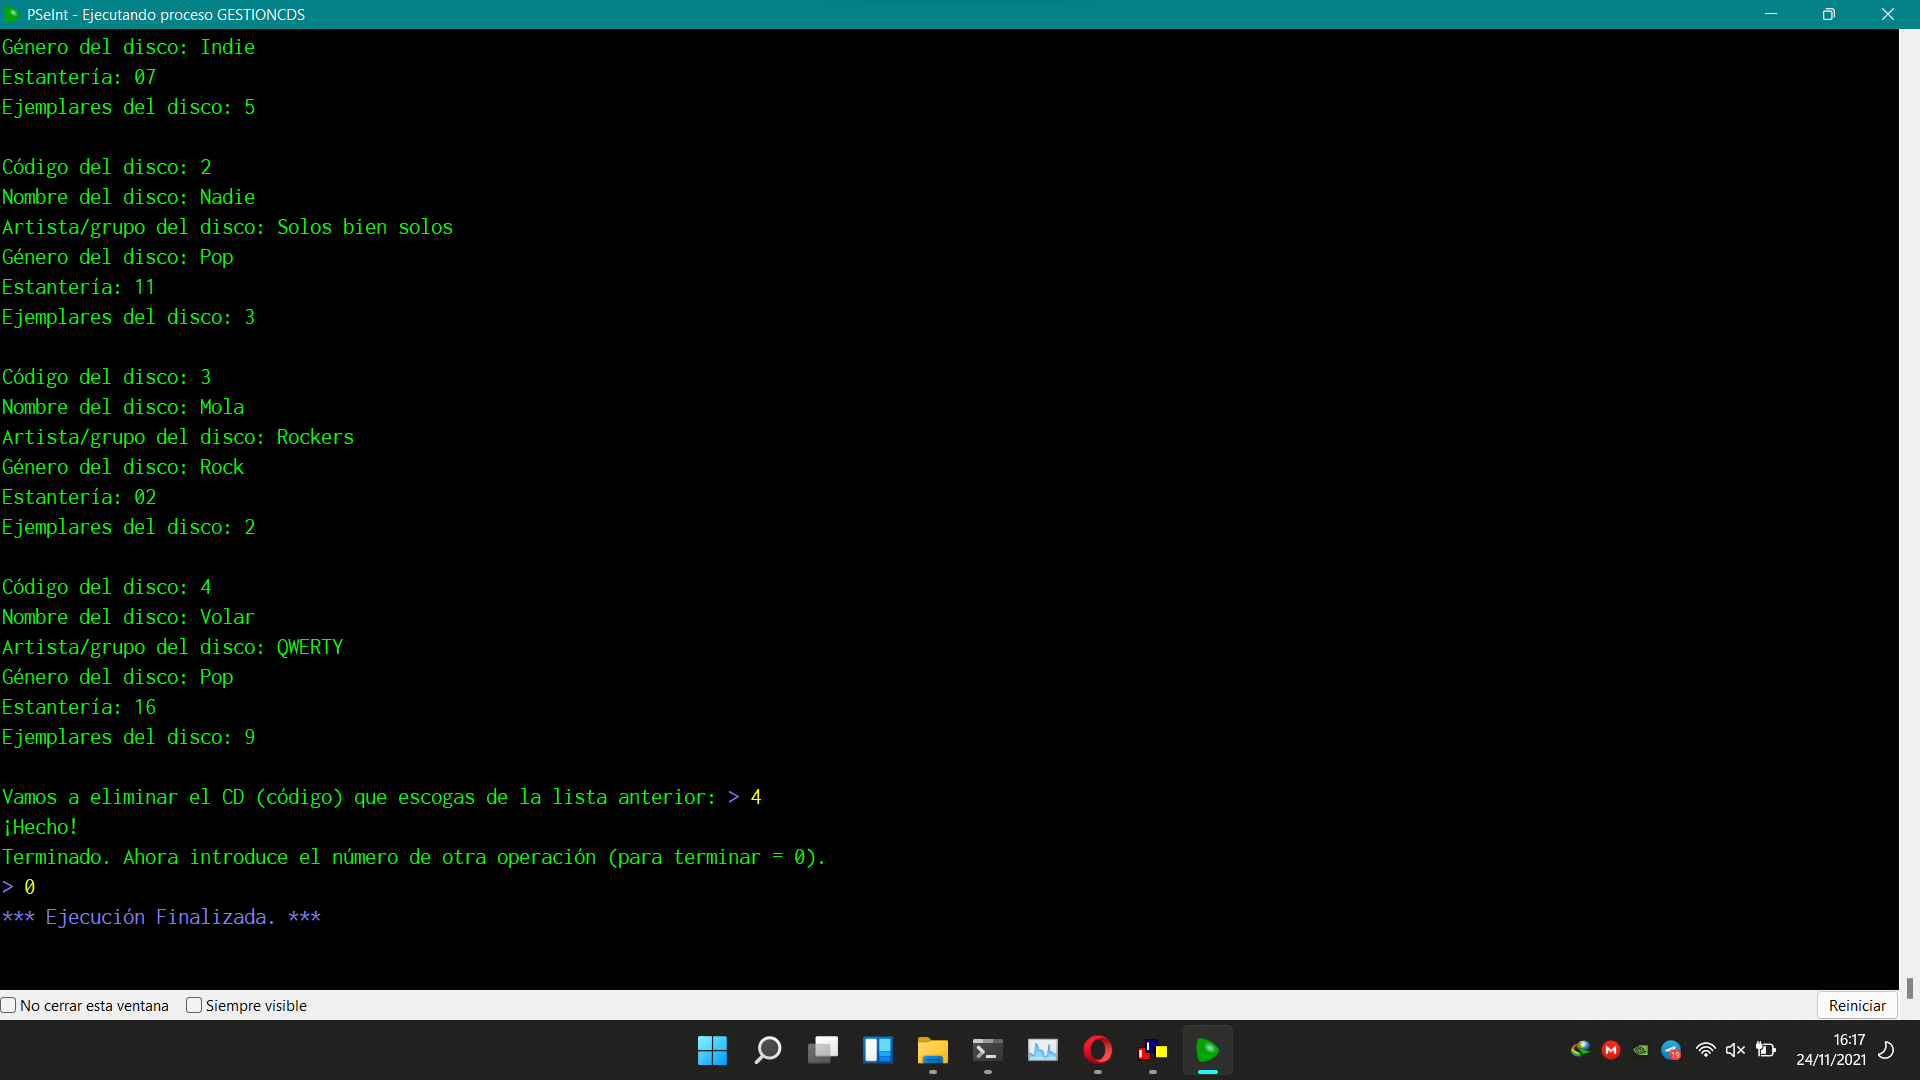 PSeInt - Ejecutando proceso GESTIONCDS
Género del disco: Indie
Estantería: 07
Ejemplares del disco: 5
Código del disco: 2
Nombre del disco: Nadie
Artista/grupo del disco: Solos bien solos
Género del disco: Pop
Estantería: 11
Ejemplares del disco: 3
Código del disco: 3
Nombre del disco: Mola
Artista/grupo del disco: Rockers
Género del disco: Rock
Estantería: 02
Ejemplares del disco: 2
Código del disco: 4
Nombre del disco: Volar
Artista/grupo del disco: QWERTY
Género del disco: Pop
Estantería: 16
Ejemplares del disco: 9
Vamos a eliminar el CD (código) que escogas de la lista anterior: > 4
¡Hecho!
Terminado. Ahora introduce el número de otra operación (para terminar = 0).
> 0
*** Ejecución Finalizada. ***
No cerrar esta ventana Siempre visible Reiniciar
16:17
24/11/2021